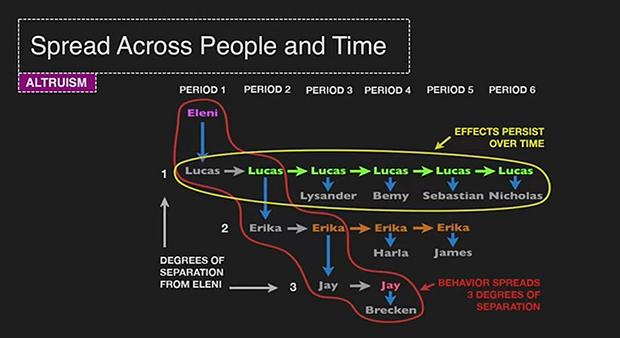 Spread Across People and Time
ALTRUISM
PERIOD 1 PERIOD 2 PERIOD 3 PERIOD 4 PERIOD 5 PERIOD 6
Eleni
EFFECTS PERSIST
OVER TIME
1 Lucas Lucas Lucas Lucas Lucas Lucas
Lysander Bemy Sebastian Nicholas
2 Erika Erika Erika Erika
Harla James
DEGREES OF
SEPARATION
FROM ELENI
3 Jay Jay
Brecken
BEHAVIOR SPREADS
3 DEGREES OF
SEPARATION